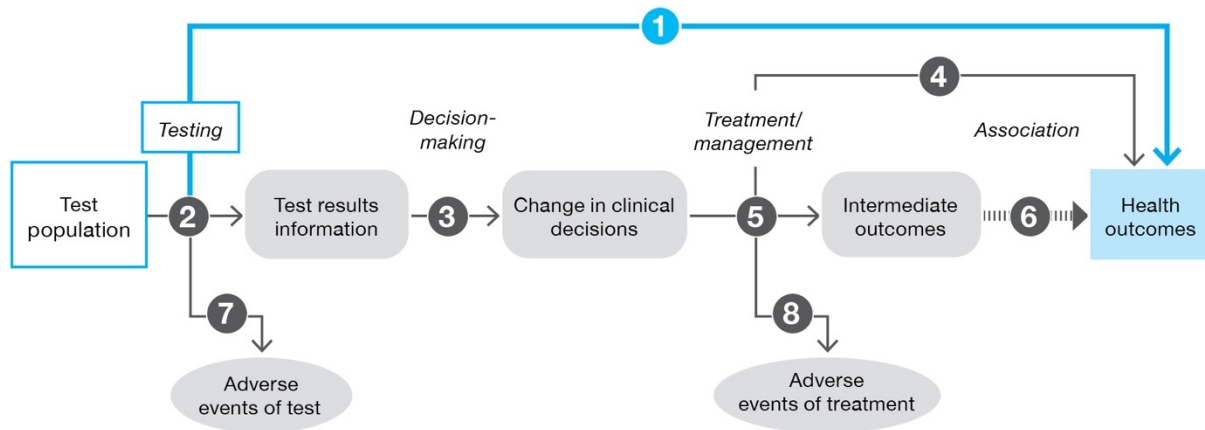 1
4
Testing
Decision-
making
Treatment/
management
Association
Test
population
2
Test results
information
3
Change in clinical
decisions
5
Intermediate
outcomes
6
Health
outcomes
7
8
Adverse
events of test
Adverse
events of treatment